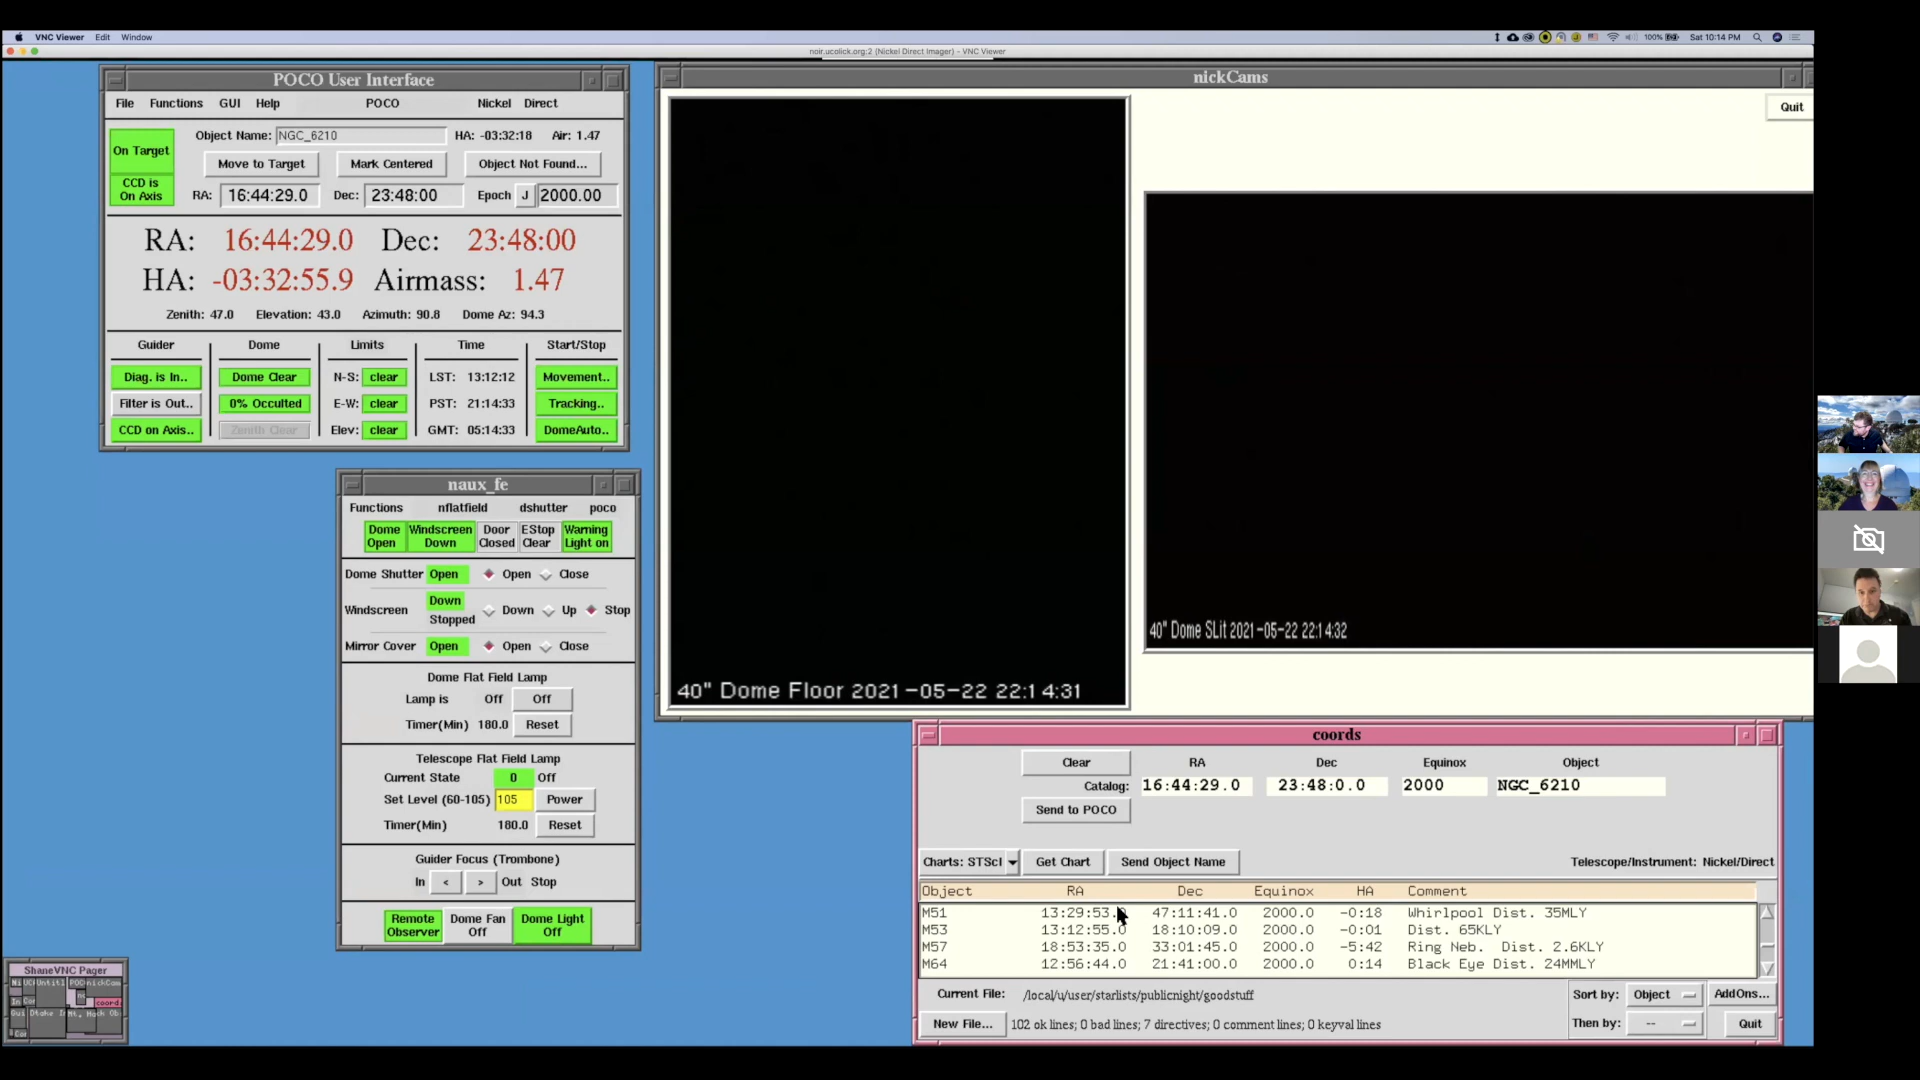 VNC Viewer Edit Window
100% Sat 10:14 PM
noir.ucolick.org:2 (Nickel Direct Imager) - VNC Viewer
POCO User Interface
File Functions GUI Help POCO Nickel Direct
On Target
CCD is
On Axis
Object Name: NGC_6210 HA: -03:32:18 Air: 1.47
Move to Target Mark Centered Object Not Found...
RA: 16:44:29.0 Dec: 23:48:00 Epoch J 2000.00
RA: 16:44:29.0 Dec: 23:48:00
HA: -03:32:55.9 Airmass: 1.47
Zenith: 47.0 Elevation: 43.0 Azimuth: 90.8 Dome Az: 94.3
Guider Dome Limits Time Start/Stop
Diag. is In.. Dome Clear N-S: clear LST: 13:12:12 Movement..
Filter is Out.. 0% Occulted E-W: clear PST: 21:14:33 Tracking..
CCD on Axis.. Zenith Clear Elev: clear GMT: 05:14:33 DomeAuto..
naux_fe
Functions nflatfield dshutter poco
Dome Open Windscreen Down Door Closed EStop Clear Warning Light on
Dome Shutter Open Open Close
Windscreen Down Stopped Down Up Stop
Mirror Cover Open Open Close
Dome Flat Field Lamp
Lamp is Off Off
Timer(Min) 180.0 Reset
Telescope Flat Field Lamp
Current State 0 Off
Set Level (60-105) 105 Power
Timer(Min) 180.0 Reset
Guider Focus (Trombone)
In < > Out Stop
Remote Observer Dome Fan Off Dome Light Off
ShaneVNC Pager
nickCams
Quit
40" Dome Floor 2021-05-22 22:14:31
40" Dome SLit 2021-05-22 22:14:32
coords
Clear RA Dec Equinox Object
Catalog: 16:44:29.0 23:48:0.0 2000 NGC_6210
Send to POCO
Charts: STScI Get Chart Send Object Name Telescope/Instrument: Nickel/Direct
Object RA Dec Equinox HA Comment
M51 13:29:53.0 47:11:41.0 2000.0 -0:18 Whirlpool Dist. 35MLY
M53 13:12:55.0 18:10:09.0 2000.0 -0:01 Dist. 65KLY
M57 18:53:35.0 33:01:45.0 2000.0 -5:42 Ring Neb. Dist. 2.6KLY
M64 12:56:44.0 21:41:00.0 2000.0 0:14 Black Eye Dist. 24MMLY
Current File: /local/u/user/starlists/publicnight/goodstuff Sort by: Object AddOns...
New File... 102 ok lines; 0 bad lines; 7 directives; 0 comment lines; 0 keyval lines Then by: -- Quit